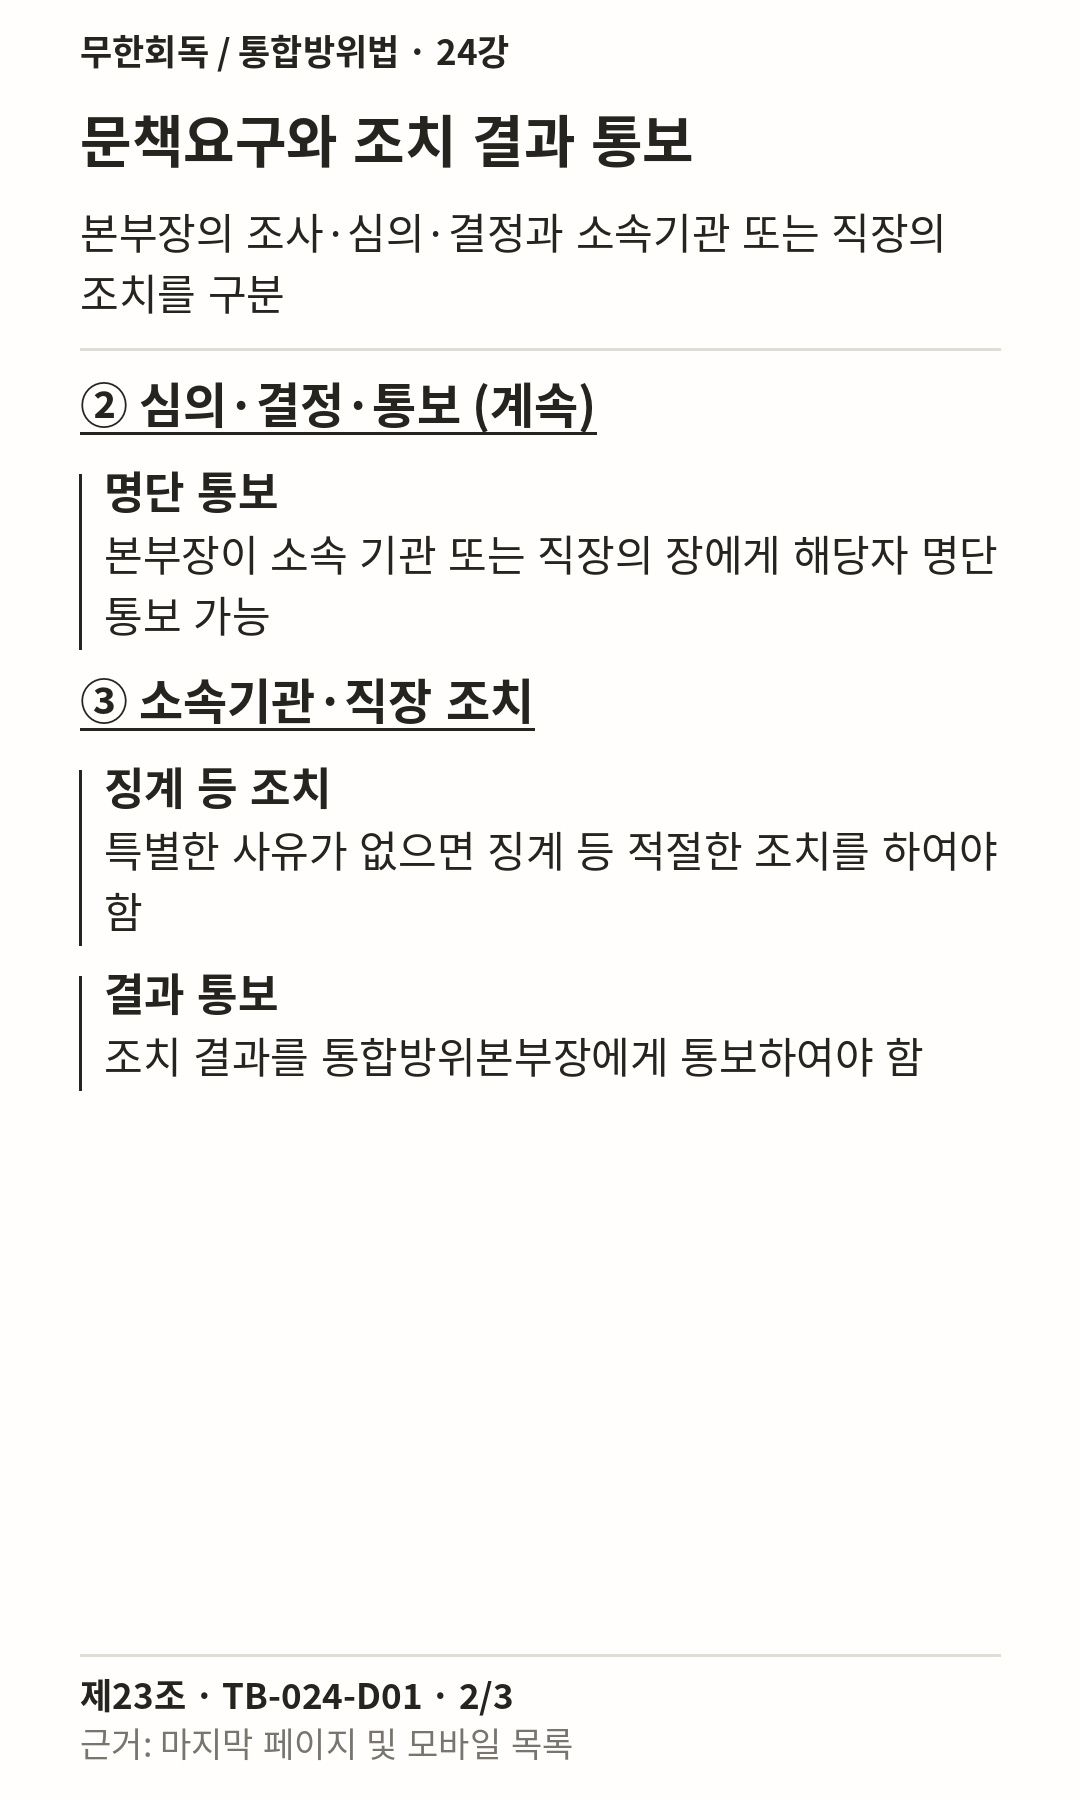 무한회독 / 통합방위법 · 24강
문책요구와 조치 결과 통보
본부장의 조사·심의·결정과 소속기관 또는 직장의
조치를 구분
② 심의·결정·통보 (계속)
명단 통보
본부장이 소속 기관 또는 직장의 장에게 해당자 명단
통보 가능
③ 소속기관·직장 조치
징계 등 조치
특별한 사유가 없으면 징계 등 적절한 조치를 하여야
함
결과 통보
조치 결과를 통합방위본부장에게 통보하여야 함
제23조 · TB-024-D01 · 2/3
근거: 마지막 페이지 및 모바일 목록